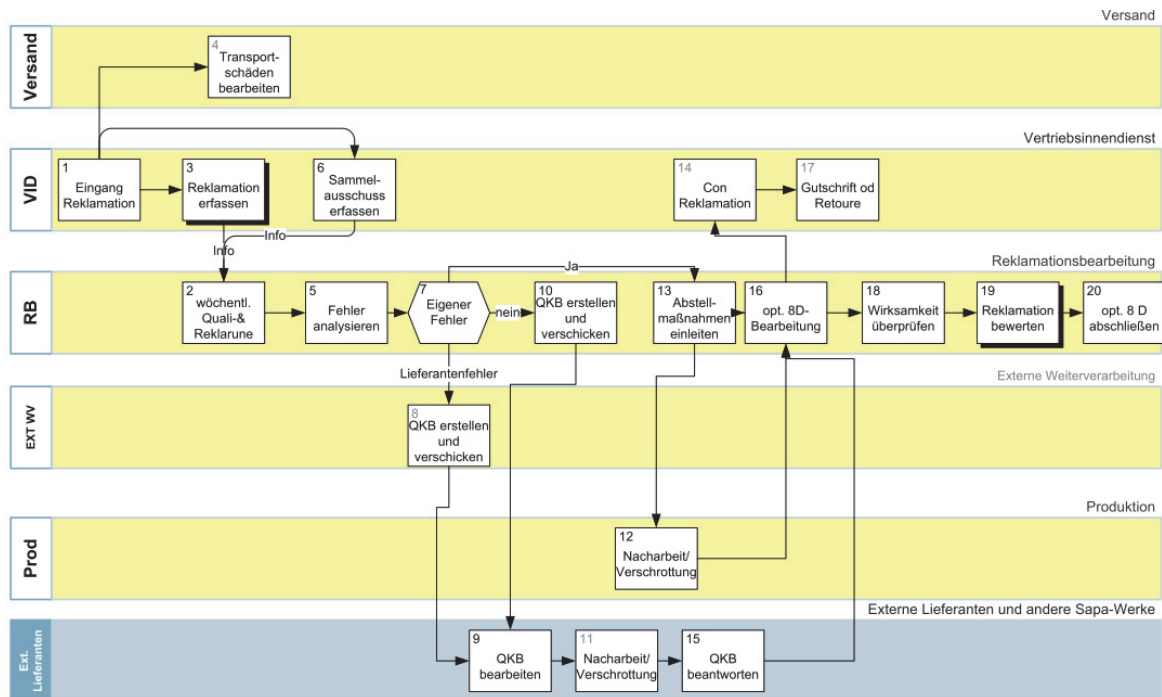 Versand
Versand
4
Transport-
schäden
bearbeiten
Vertriebsinnendienst
VID
1
Eingang
Reklamation
3
Reklamation
erfassen
6
Sammel-
ausschuss
erfassen
14
Con
Reklamation
17
Gutschrift od
Retoure
Info
Info
Reklamationsbearbeitung
RB
Ja
2
wöchentl.
Quali-&
Reklarune
5
Fehler
analysieren
7
Eigener
Fehler
nein
10
QKB erstellen
und
verschicken
13
Abstell-
maßnahmen
einleiten
16
opt. 8D-
Bearbeitung
18
Wirksamkeit
überprüfen
19
Reklamation
bewerten
20
opt. 8 D
abschließen
Lieferantenfehler
Externe Weiterverarbeitung
EXT WV
8
QKB erstellen
und
verschicken
Produktion
Prod
12
Nacharbeit/
Verschrottung
Externe Lieferanten und andere Sapa-Werke
Ext.
Lieferanten
9
QKB
bearbeiten
11
Nacharbeit/
Verschrottung
15
QKB
beantworten